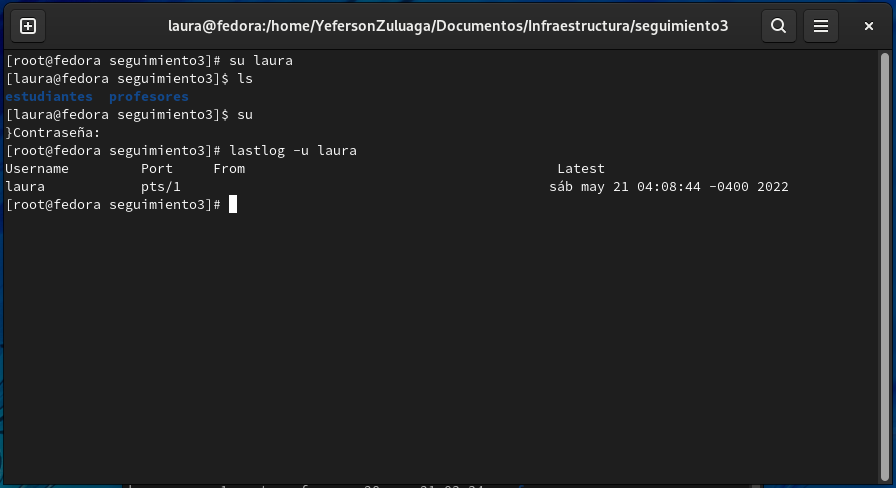 laura@fedora:/home/YefersonZuluaga/Documentos/Infraestructura/seguimiento3
[root@fedora seguimiento3]# su laura
[laura@fedora seguimiento3]$ ls
estudiantes  profesores
[laura@fedora seguimiento3]$ su
}Contraseña:
[root@fedora seguimiento3]# lastlog -u laura
Username         Port     From                                       Latest
laura            pts/1                                              sáb may 21 04:08:44 -0400 2022
[root@fedora seguimiento3]#